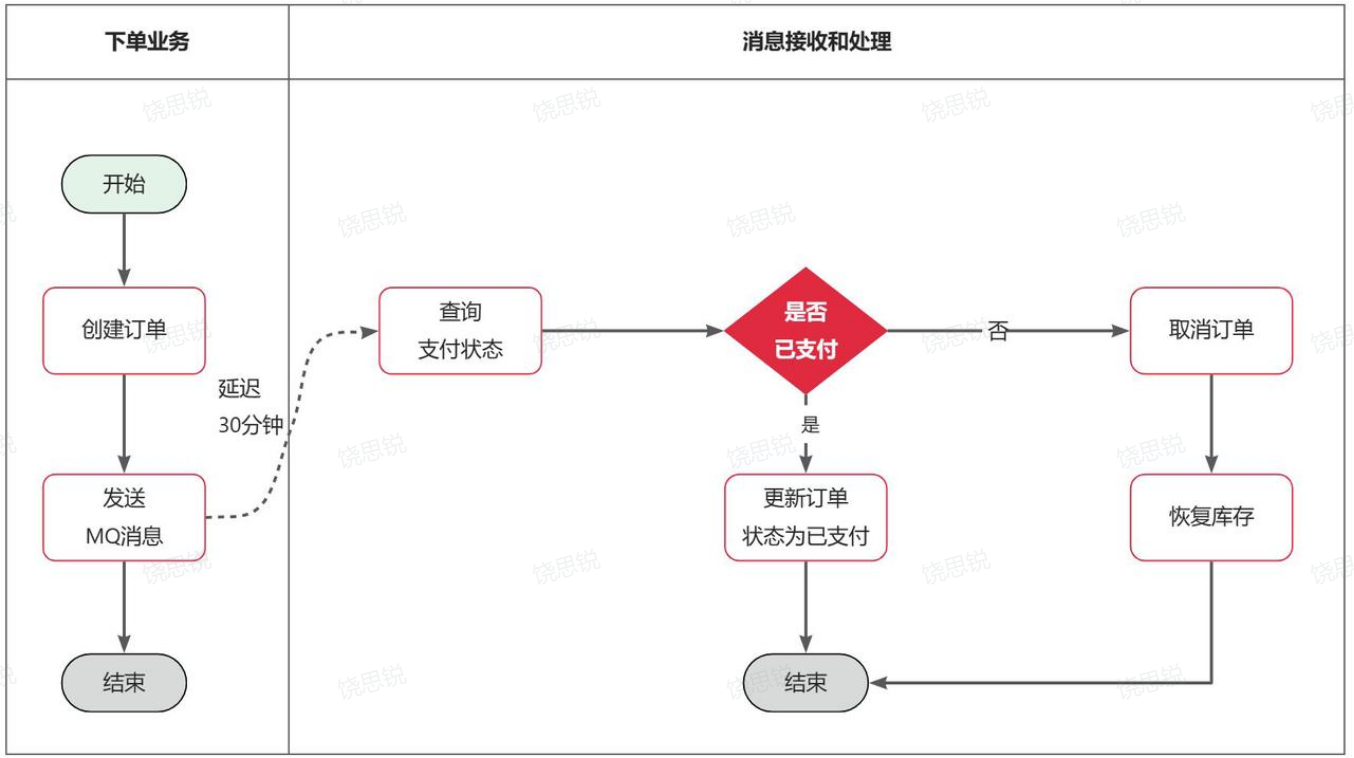 下单业务
消息接收和处理
开始
创建订单
发送
MQ消息
结束
延迟
30分钟
查询
支付状态
是否
已支付
否
取消订单
是
更新订单
状态为已支付
恢复库存
结束
饶思锐